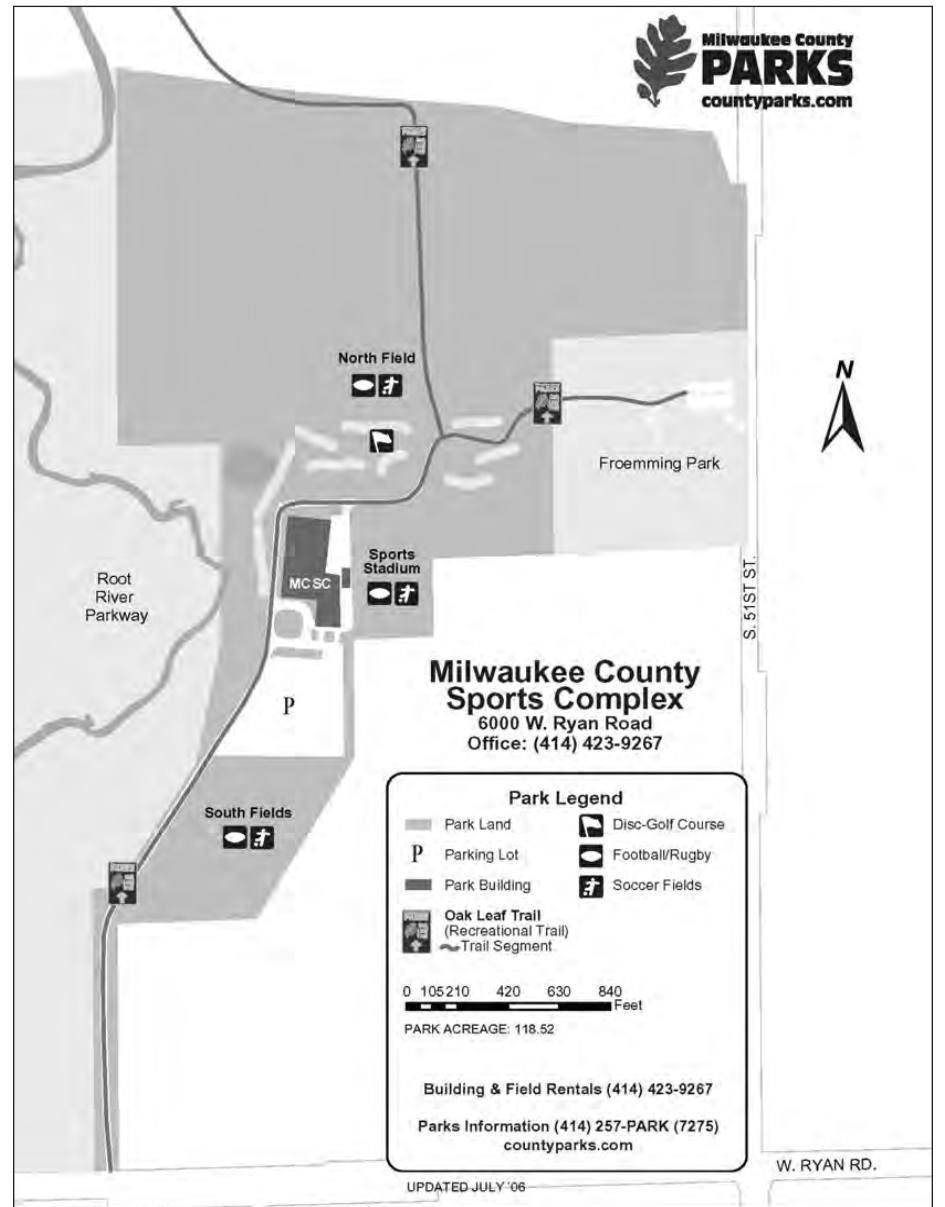 Milwaukee County
PARKS
countyparks.com
North Field
N
Froemming Park
Sports
Stadium
MCSC
Root
River
Parkway
S. 51ST ST.
Milwaukee County
Sports Complex
6000 W. Ryan Road
Office: (414) 423-9267
P
South Fields
Park Legend
Park Land
Disc-Golf Course
P Parking Lot
Football/Rugby
Park Building
Soccer Fields
Oak Leaf Trail
(Recreational Trail)
Trail Segment
0 105 210 420 630 840
Feet
PARK ACREAGE: 118.52
Building & Field Rentals (414) 423-9267
Parks Information (414) 257-PARK (7275)
countyparks.com
W. RYAN RD.
UPDATED JULY '06